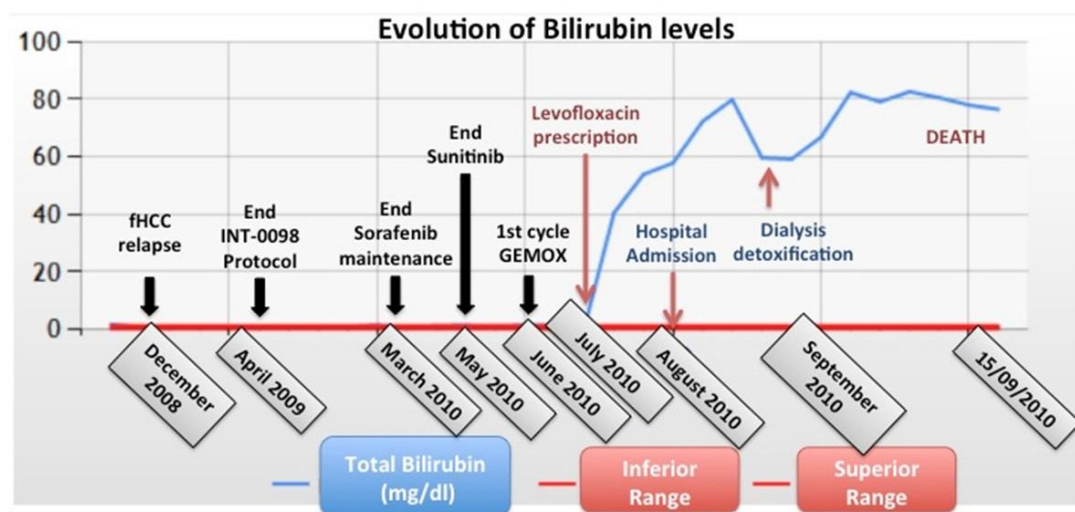 Evolution of Bilirubin levels
100
80
60
40
20
0
fHCC
relapse
End
INT-0098
Protocol
End
Sorafenib
maintenance
End
Sunitinib
1st cycle
GEMOX
Levofloxacin
prescription
Hospital
Admission
Dialysis
detoxification
DEATH
December
2008
April 2009
March 2010
May 2010
June 2010
July 2010
August 2010
September
2010
15/09/2010
Total Bilirubin
(mg/dl)
Inferior
Range
Superior
Range